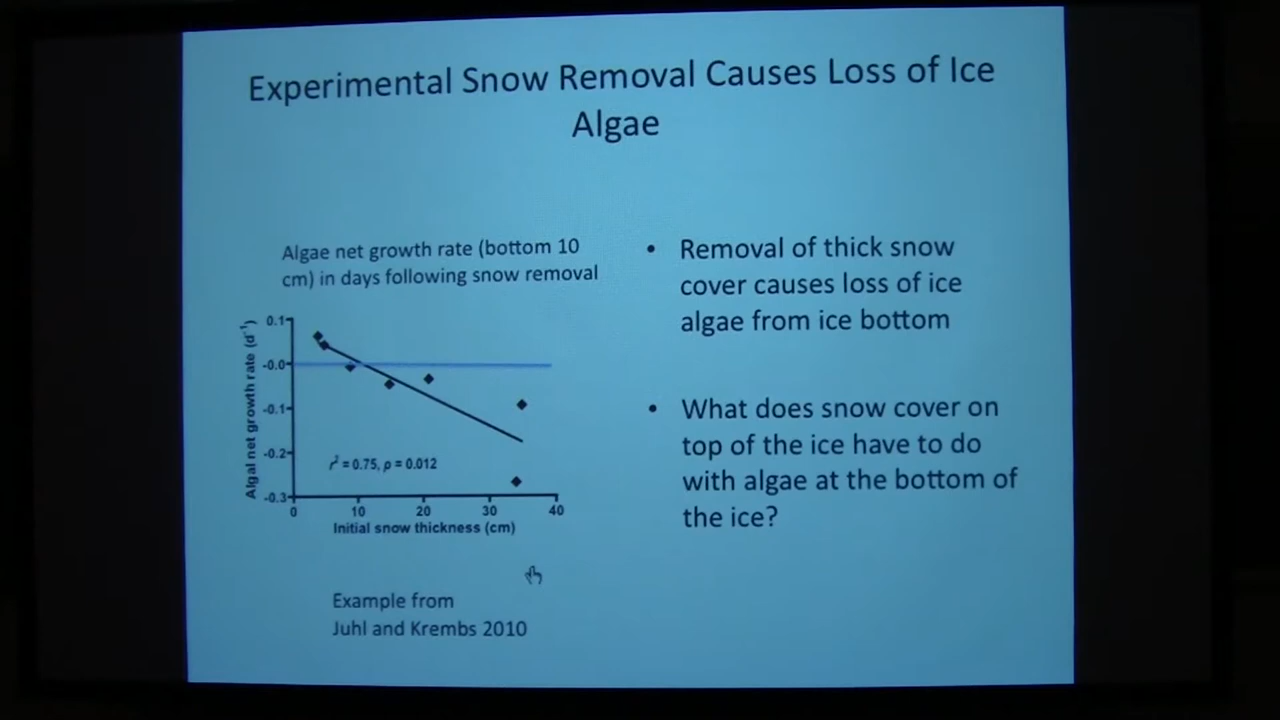 Experimental Snow Removal Causes Loss of Ice
Algae
Algae net growth rate (bottom 10
cm) in days following snow removal
Algal net growth rate (d⁻¹)
0.1
-0.0
-0.1
-0.2
-0.3
r² = 0.75, p = 0.012
0 10 20 30 40
Initial snow thickness (cm)
Example from
Juhl and Krembs 2010
• Removal of thick snow
cover causes loss of ice
algae from ice bottom
• What does snow cover on
top of the ice have to do
with algae at the bottom of
the ice?